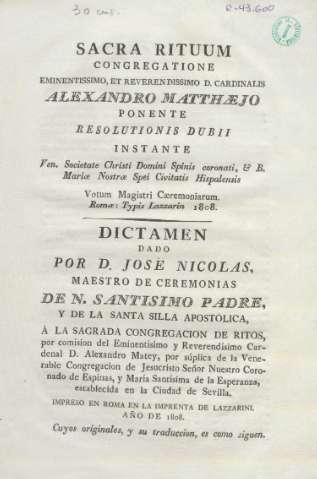 30 cms.
R-43.600
SACRA RITUUM
CONGREGATIONE
EMINENTISSIMO, ET REVERENDISSIMO D. CARDINALIS
ALEXANDRO MATTHÆJO
PONENTE
RESOLUTIONIS DUBII
INSTANTE
Ven. Societate Christi Domini Spinis coronati, & B.
Mariæ Nostræ Spei Civitatis Hispalensis
Votum Magistri Cæremoniarum.
Romæ: Typis Lazzarin 1808.
DICTAMEN
DADO
POR D. JOSE NICOLAS,
MAESTRO DE CEREMONIAS
DE N. SANTISIMO PADRE,
Y DE LA SANTA SILLA APOSTOLICA,
À LA SAGRADA CONGREGACION DE RITOS,
por comision del Eminentisimo y Reverendisimo Car-
denal D. Alexandro Matey, por súplica de la Vene-
rable Congregacion de Jesucristo Señor Nuestro Coro-
nado de Espinas, y María Santísima de la Esperanza,
establecida en la Ciudad de Sevilla.
IMPRESO EN ROMA EN LA IMPRENTA DE LAZZARINI.
AÑO DE 1808.
Cuyos originales, y su traduccion, es como siguen.